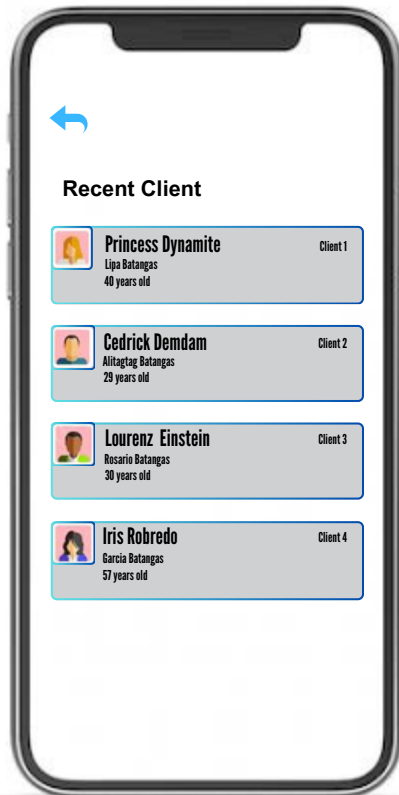 Recent Client
Princess Dynamite
Client 1
Lipa Batangas
40 years old
Cedrick Demdam
Client 2
Alitagtag Batangas
29 years old
Lourenz Einstein
Client 3
Rosario Batangas
30 years old
Iris Robredo
Client 4
Garcia Batangas
57 years old